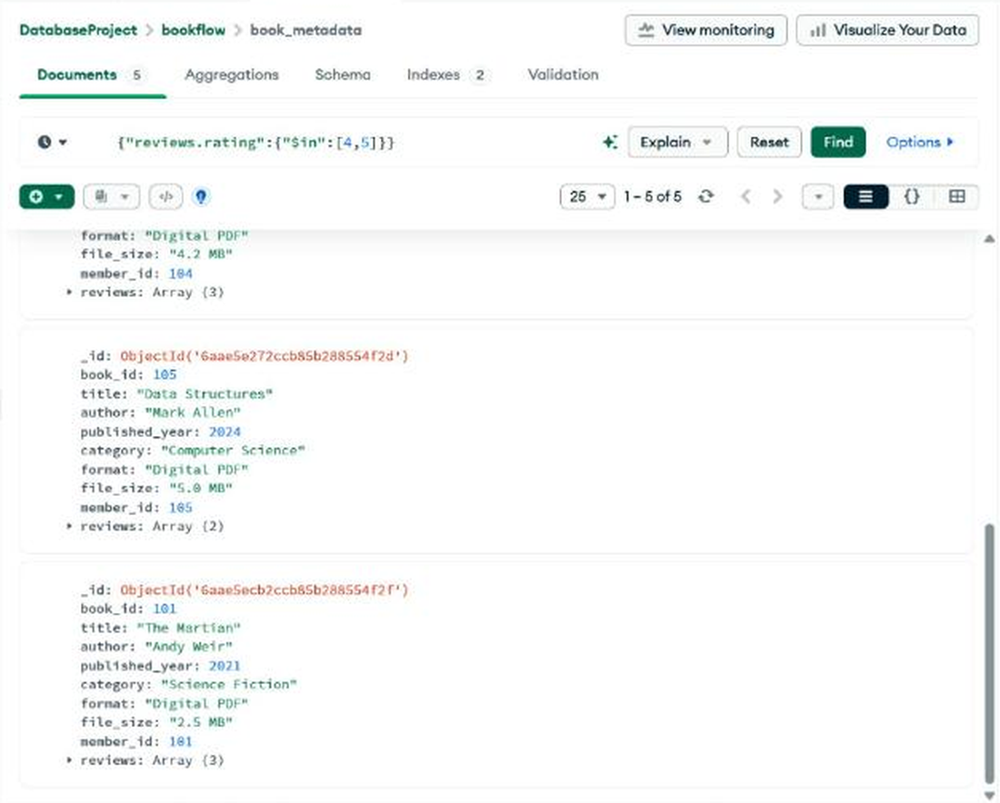 DatabaseProject > bookflow > book_metadata
View monitoring
Visualize Your Data
Documents 5 Aggregations Schema Indexes 2 Validation
{"reviews.rating":{"$in":[4,5]}}
Explain Reset Find Options
25 1 – 5 of 5
format: "Digital PDF"
file_size: "4.2 MB"
member_id: 104
reviews: Array (3)
_id: ObjectId('6aae5e272ccb85b288554f2d')
book_id: 105
title: "Data Structures"
author: "Mark Allen"
published_year: 2024
category: "Computer Science"
format: "Digital PDF"
file_size: "5.0 MB"
member_id: 105
reviews: Array (2)
_id: ObjectId('6aae5ecb2ccb85b288554f2f')
book_id: 101
title: "The Martian"
author: "Andy Weir"
published_year: 2021
category: "Science Fiction"
format: "Digital PDF"
file_size: "2.5 MB"
member_id: 101
reviews: Array (3)